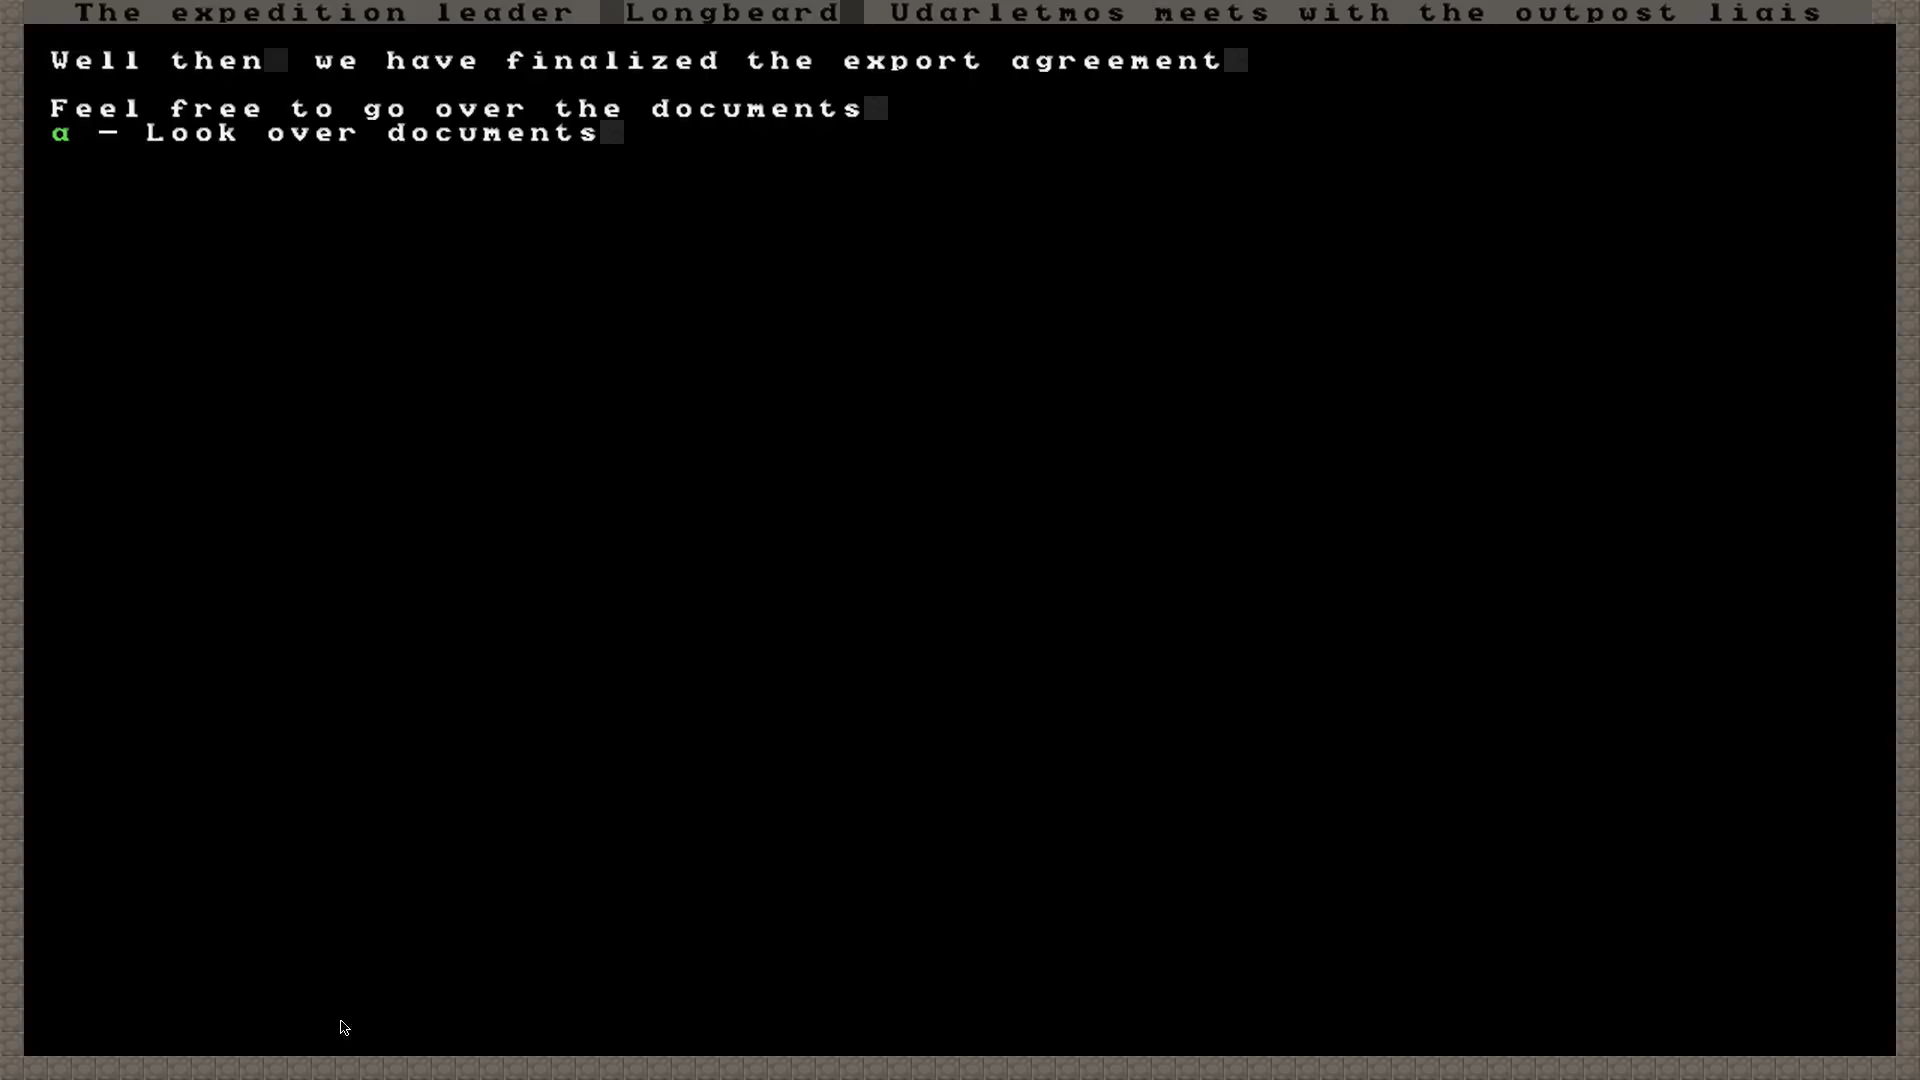 The expedition leader Longbeard Udarletmos meets with the outpost liais
Well then we have finalized the export agreement
Feel free to go over the documents
a - Look over documents